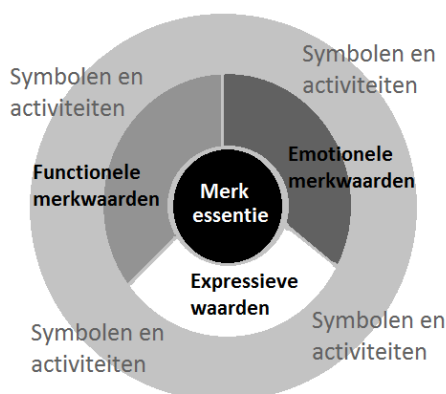 Symbolen en
activiteiten
Symbolen en
activiteiten
Functionele
merkwaarden
Emotionele
merkwaarden
Merk
essentie
Expressieve
waarden
Symbolen en
activiteiten
Symbolen en
activiteiten